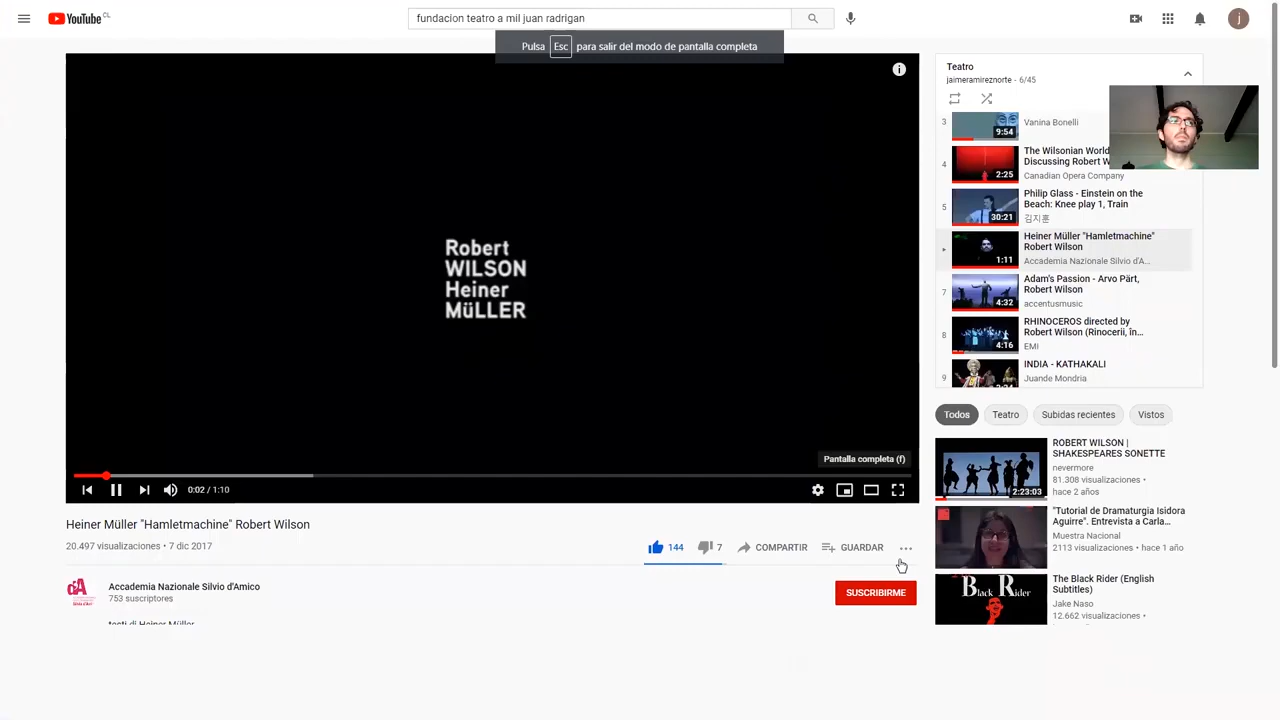 YouTube CL
fundacion teatro a mil juan radrigan
Pulsa Esc para salir del modo de pantalla completa
j
Robert
WILSON
Heiner
MüLLER
Pantalla completa (f)
0:02 / 1:10
Heiner Müller "Hamletmachine" Robert Wilson
20.497 visualizaciones • 7 dic 2017
144
7
COMPARTIR
GUARDAR
Accademia Nazionale Silvio d'Amico
753 suscriptores
SUSCRIBIRME
testi di Heiner Müller
Teatro
jaimeramireznorte - 6/45
3
9:54
Vanina Bonelli
4
2:25
The Wilsonian World
Discussing Robert W
Canadian Opera Company
5
30:21
Philip Glass - Einstein on the
Beach: Knee play 1, Train
김지훈
1:11
Heiner Müller "Hamletmachine"
Robert Wilson
Accademia Nazionale Silvio d'A...
7
4:32
Adam's Passion - Arvo Pärt,
Robert Wilson
accentusmusic
8
4:16
RHINOCEROS directed by
Robert Wilson (Rinocerii, în...
EMi
9
INDIA - KATHAKALI
Juande Mondria
Todos
Teatro
Subidas recientes
Vistos
2:23:03
ROBERT WILSON |
SHAKESPEARES SONETTE
nevermore
81.308 visualizaciones •
hace 2 años
"Tutorial de Dramaturgia Isidora
Aguirre". Entrevista a Carla...
Muestra Nacional
2113 visualizaciones • hace 1 año
Black Rider
The Black Rider (English
Subtitles)
Jake Naso
12.662 visualizaciones •